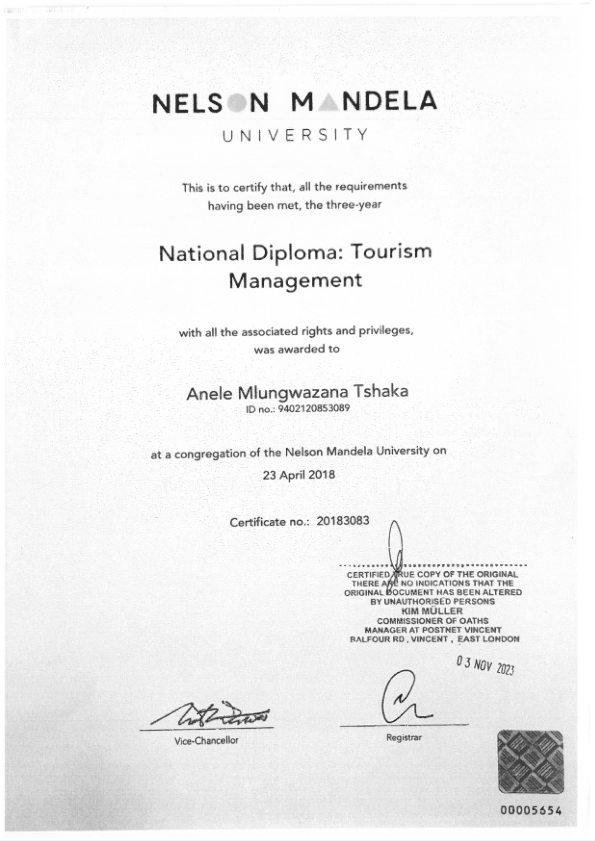 NELSON MANDELA
UNIVERSITY
This is to certify that, all the requirements
having been met, the three-year
National Diploma: Tourism
Management
with all the associated rights and privileges,
was awarded to
Anele Mlungwazana Tshaka
ID no.: 9402120853089
at a congregation of the Nelson Mandela University on
23 April 2018
Certificate no.: 20183083
CERTIFIED TRUE COPY OF THE ORIGINAL
THERE ARE NO INDICATIONS THAT THE
ORIGINAL DOCUMENT HAS BEEN ALTERED
BY UNAUTHORISED PERSONS
KIM MÜLLER
COMMISSIONER OF OATHS
MANAGER AT POSTNET VINCENT
BALFOUR RD, VINCENT, EAST LONDON
03 NOV 2023
Vice-Chancellor
Registrar
00005654